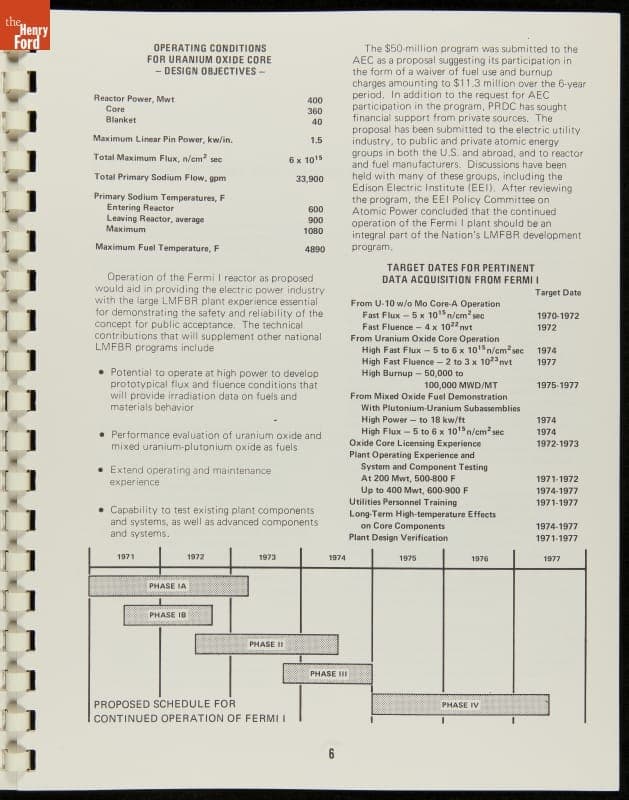 the
Henry
Ford
OPERATING CONDITIONS
FOR URANIUM OXIDE CORE
– DESIGN OBJECTIVES –
Reactor Power, Mwt 400
Core 360
Blanket 40
Maximum Linear Pin Power, kw/in. 1.5
Total Maximum Flux, n/cm² sec 6 x 10¹⁵
Total Primary Sodium Flow, gpm 33,900
Primary Sodium Temperatures, F
Entering Reactor 600
Leaving Reactor, average 900
Maximum 1080
Maximum Fuel Temperature, F 4890
Operation of the Fermi I reactor as proposed
would aid in providing the electric power industry
with the large LMFBR plant experience essential
for demonstrating the safety and reliability of the
concept for public acceptance. The technical
contributions that will supplement other national
LMFBR programs include
• Potential to operate at high power to develop
prototypical flux and fluence conditions that
will provide irradiation data on fuels and
materials behavior
• Performance evaluation of uranium oxide and
mixed uranium-plutonium oxide as fuels
• Extend operating and maintenance
experience
• Capability to test existing plant components
and systems, as well as advanced components
and systems.
The $50-million program was submitted to the
AEC as a proposal suggesting its participation in
the form of a waiver of fuel use and burnup
charges amounting to $11.3 million over the 6-year
period. In addition to the request for AEC
participation in the program, PRDC has sought
financial support from private sources. The
proposal has been submitted to the electric utility
industry, to public and private atomic energy
groups in both the U.S. and abroad, and to reactor
and fuel manufacturers. Discussions have been
held with many of these groups, including the
Edison Electric Institute (EEI). After reviewing
the program, the EEI Policy Committee on
Atomic Power concluded that the continued
operation of the Fermi I plant should be an
integral part of the Nation's LMFBR development
program.
TARGET DATES FOR PERTINENT
DATA ACQUISITION FROM FERMI I
Target Date
From U-10 w/o Mo Core-A Operation
Fast Flux – 5 x 10¹⁵ n/cm² sec 1970-1972
Fast Fluence – 4 x 10²² nvt 1972
From Uranium Oxide Core Operation
High Fast Flux – 5 to 6 x 10¹⁵ n/cm² sec 1974
High Fast Fluence – 2 to 3 x 10²³ nvt 1977
High Burnup – 50,000 to
100,000 MWD/MT 1975-1977
From Mixed Oxide Fuel Demonstration
With Plutonium-Uranium Subassemblies
High Power – to 18 kw/ft 1974
High Flux – 5 to 6 x 10¹⁵ n/cm² sec 1974
Oxide Core Licensing Experience 1972-1973
Plant Operating Experience and
System and Component Testing
At 200 Mwt, 500-800 F 1971-1972
Up to 400 Mwt, 600-900 F 1974-1977
Utilities Personnel Training 1971-1977
Long-Term High-temperature Effects
on Core Components 1974-1977
Plant Design Verification 1971-1977
1971 1972 1973 1974 1975 1976 1977
PHASE IA
PHASE IB
PHASE II
PHASE III
PHASE IV
PROPOSED SCHEDULE FOR
CONTINUED OPERATION OF FERMI I
6